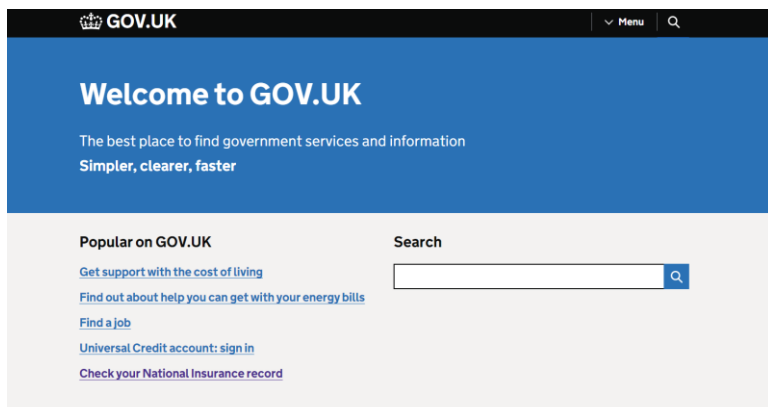 GOV.UK
Menu
Welcome to GOV.UK
The best place to find government services and information
Simpler, clearer, faster
Popular on GOV.UK
Get support with the cost of living
Find out about help you can get with your energy bills
Find a job
Universal Credit account: sign in
Check your National Insurance record
Search